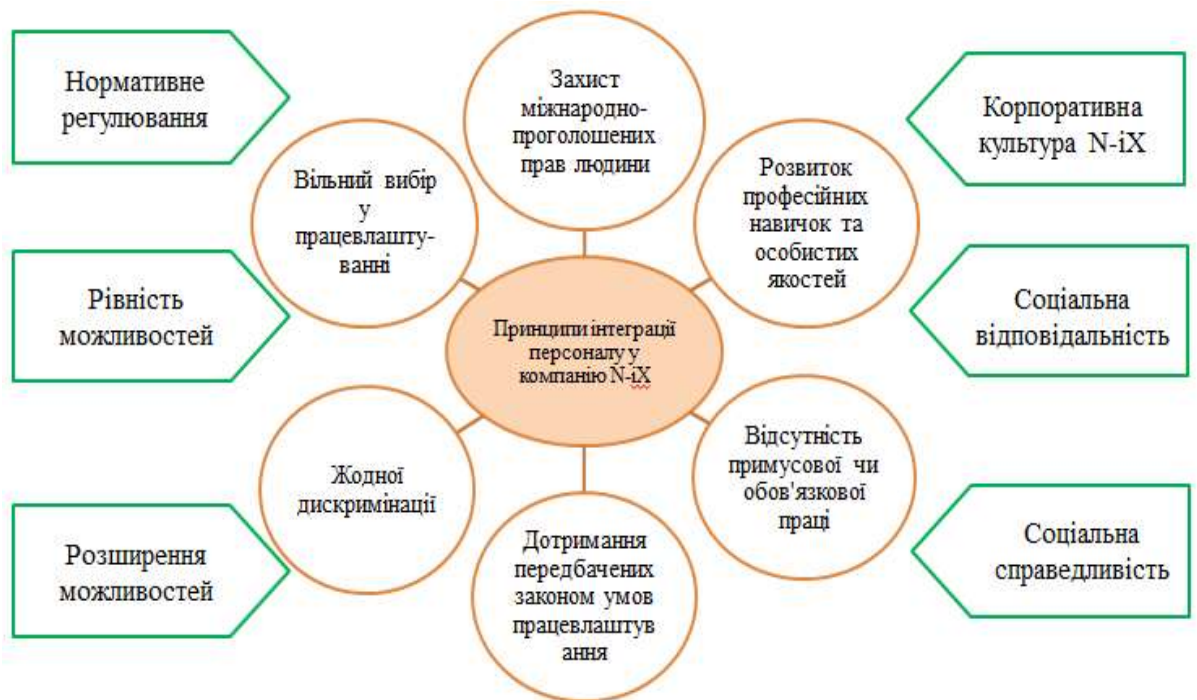 Нормативне
регулювання
Захист
міжнародно-
проголошених
прав людини
Корпоративна
культура N-iX
Вільний вибір
у
працевлашту-
ванні
Розвиток
професійних
навичок та
особистих
якостей
Рівність
можливостей
Принципи інтеграції
персоналу у
компанію N-iX
Соціальна
відповідальність
Жодної
дискримінації
Відсутність
примусової чи
обов'язкової
праці
Розширення
можливостей
Дотримання
передбачених
законом умов
працевлаштув
ання
Соціальна
справедливість